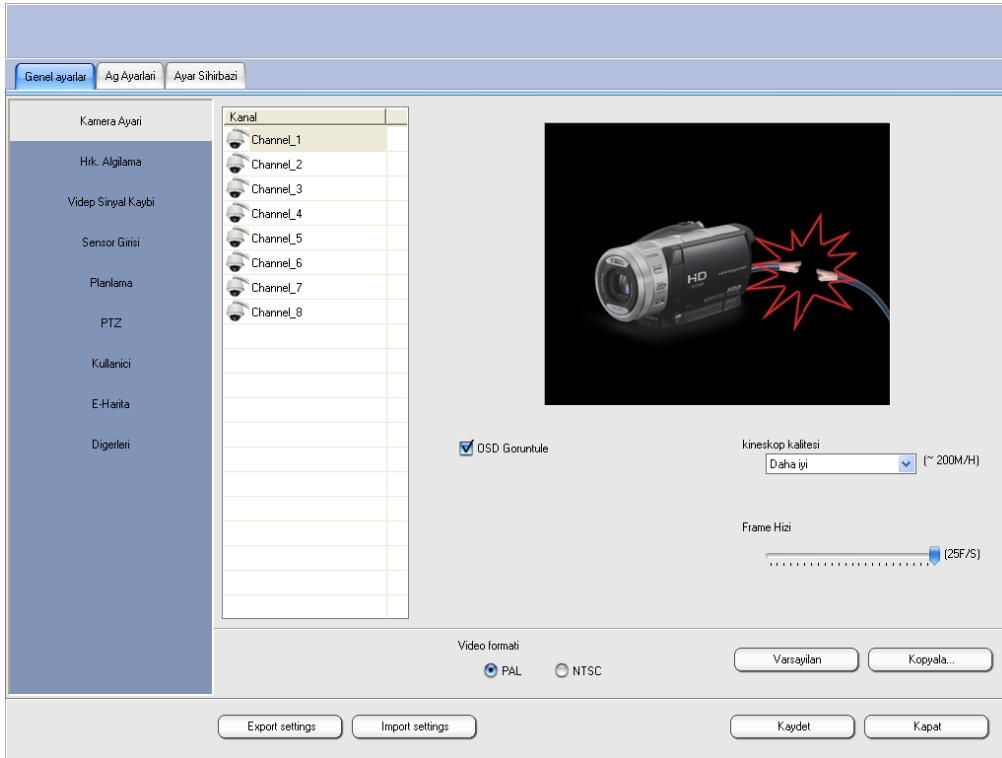 Genel ayarlar
Ag Ayarlari
Ayar Sihirbazi
Kamera Ayari
Hrk. Algilama
Videp Sinyal Kaybi
Sensor Girisi
Planlama
PTZ
Kullanici
E-Harita
Digerleri
Kanal
Channel_1
Channel_2
Channel_3
Channel_4
Channel_5
Channel_6
Channel_7
Channel_8
HD
OSD Goruntule
kineskop kalitesi
Daha iyi
(~ 200M/H)
Frame Hizi
(25F/S)
Video formati
PAL
NTSC
Varsayilan
Kopyala...
Export settings
Import settings
Kaydet
Kapat